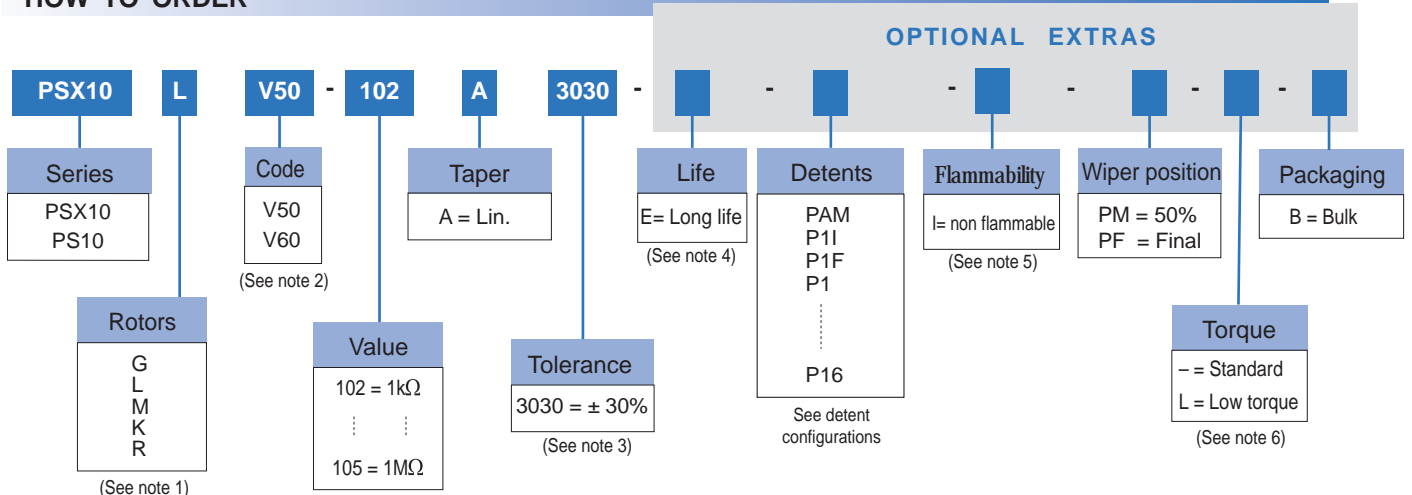 HOW TO ORDER
OPTIONAL EXTRAS
PSX10 L V50 - 102 A 3030 - - - - - -
Series
PSX10
PS10
Code
V50
V60
(See note 2)
Taper
A = Lin.
Life
E= Long life
(See note 4)
Detents
PAM
P1I
P1F
P1
P16
See detent
configurations
Flammability
I= non flammable
(See note 5)
Wiper position
PM = 50%
PF = Final
Packaging
B = Bulk
Rotors
G
L
M
K
R
(See note 1)
Value
102 = 1kΩ
105 = 1MΩ
Tolerance
3030 = ± 30%
(See note 3)
Torque
– = Standard
L = Low torque
(See note 6)